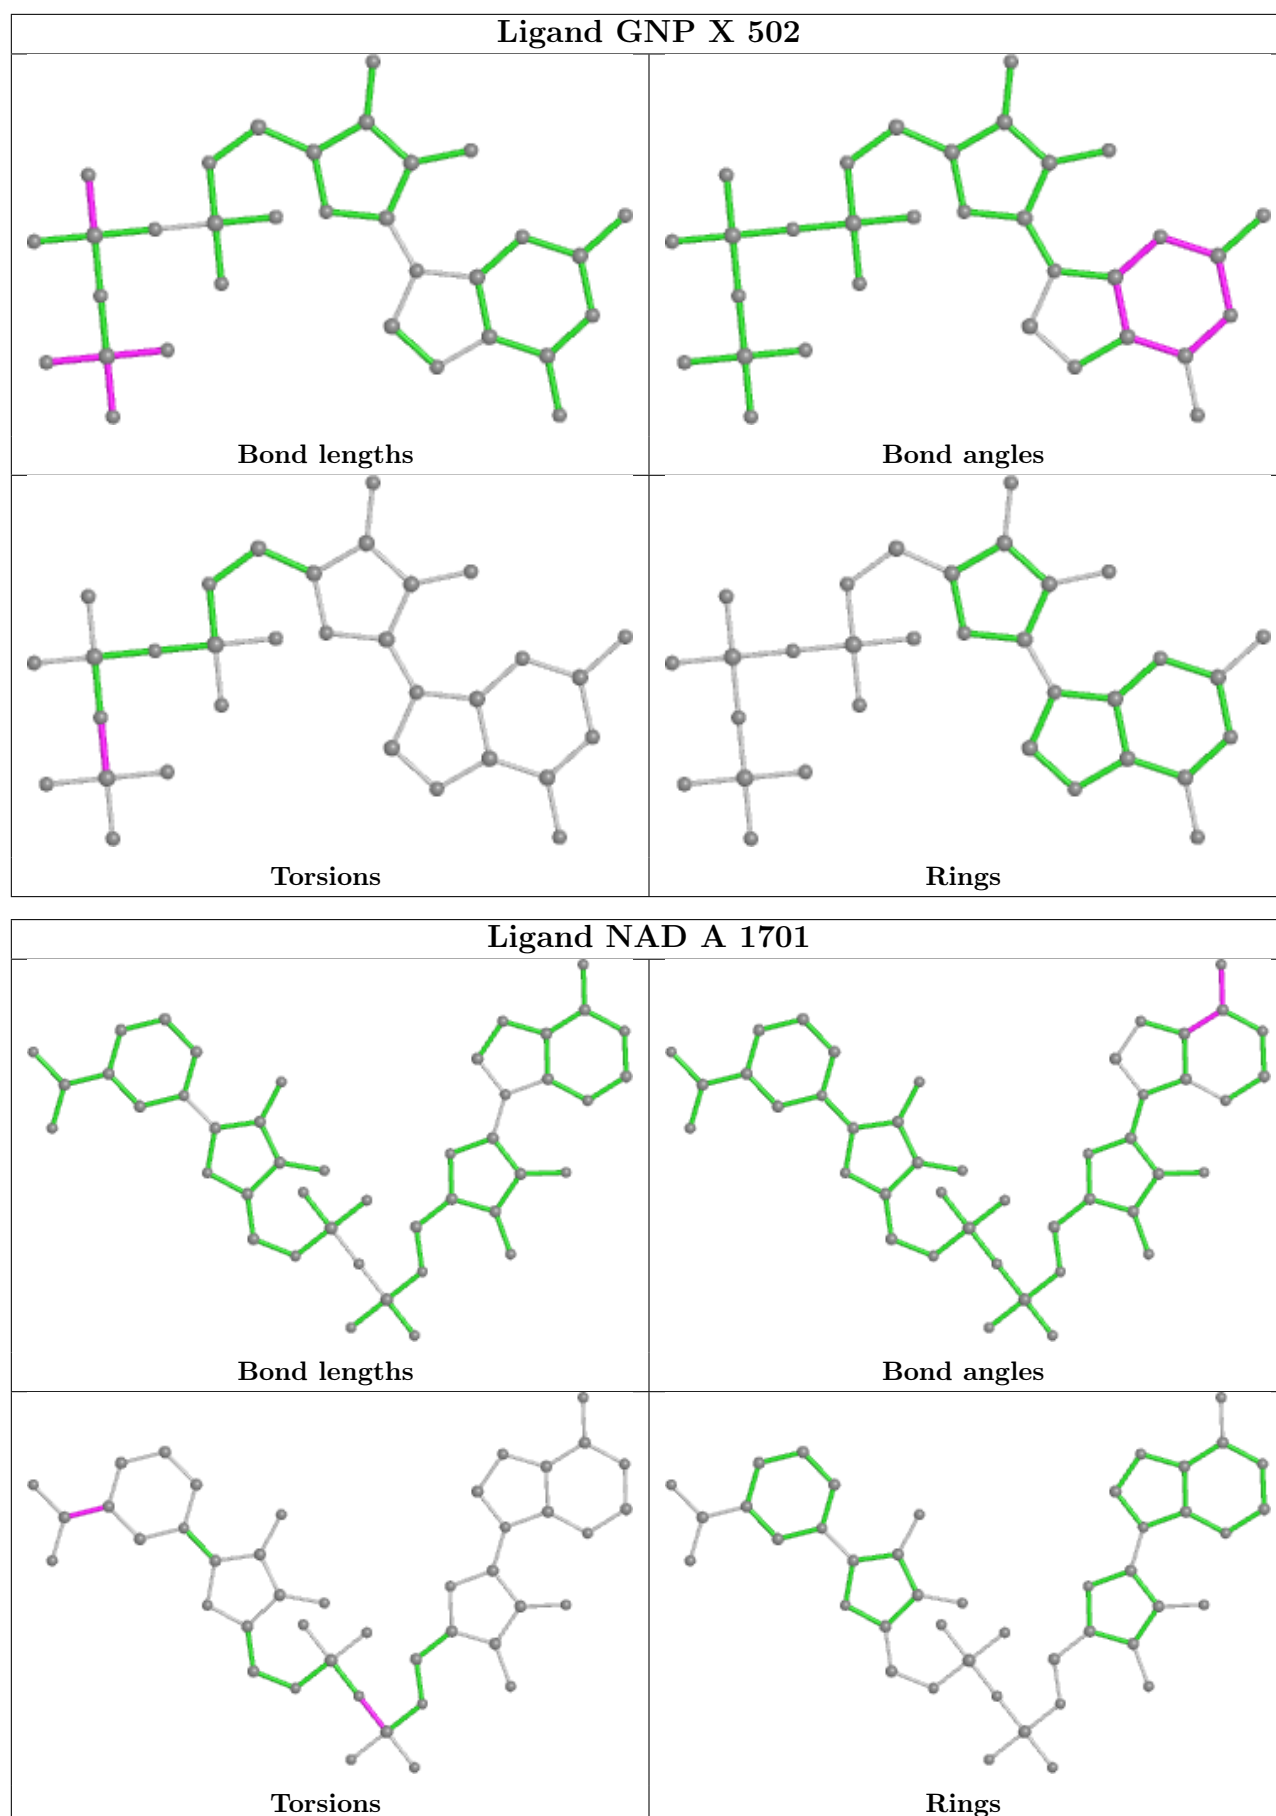 Ligand GNP X 502
Bond lengths
Bond angles
Torsions
Rings
Ligand NAD A 1701
Bond lengths
Bond angles
Torsions
Rings